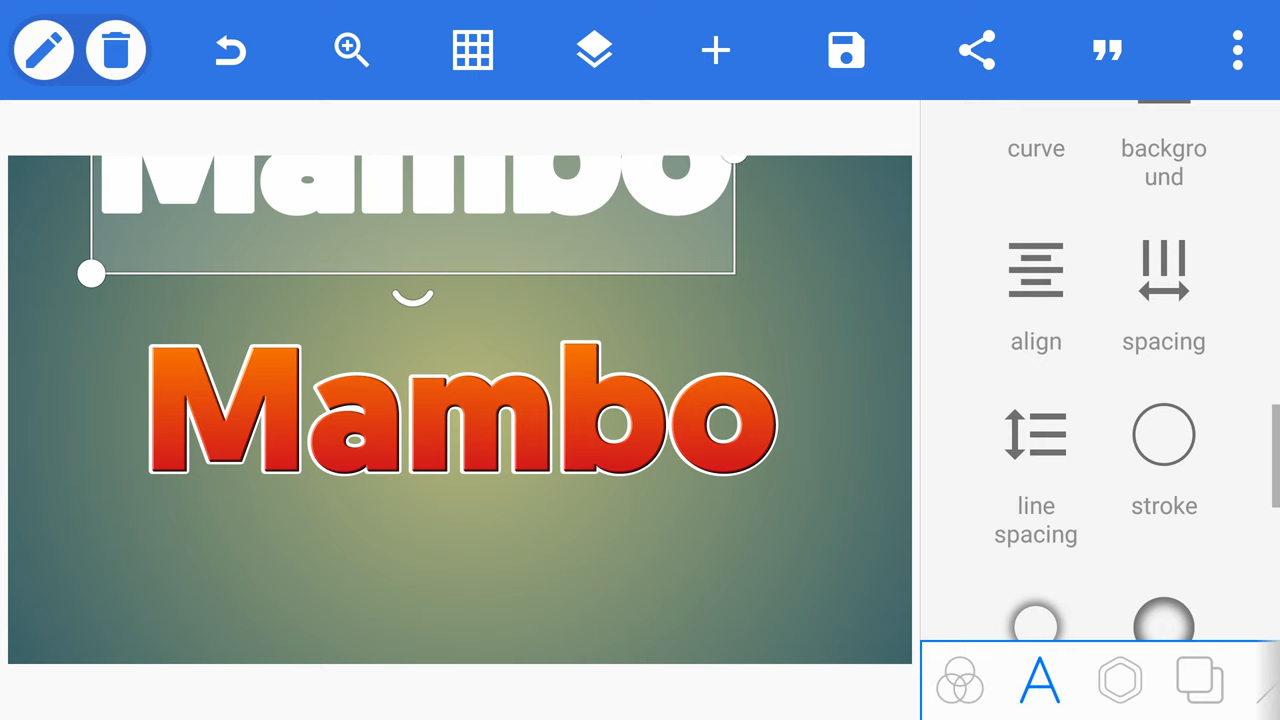 Mambo
Mambo
curve
backgro
und
align
spacing
line
spacing
stroke